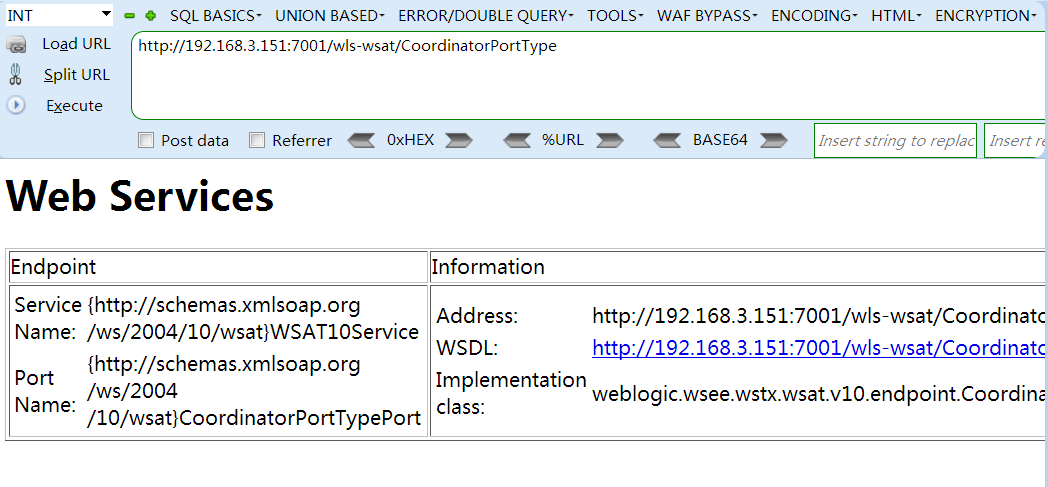 INT SQL BASICS UNION BASED ERROR/DOUBLE QUERY TOOLS WAF BYPASS ENCODING HTML ENCRYPTION
Load URL
http://192.168.3.151:7001/wls-wsat/CoordinatorPortType
Split URL
Execute
Post data Referrer 0xHEX %URL BASE64 Insert string to replac Insert re
Web Services
Endpoint Information
Service {http://schemas.xmlsoap.org
Name: /ws/2004/10/wsat}WSAT10Service
Port {http://schemas.xmlsoap.org
Name: /ws/2004
/10/wsat}CoordinatorPortTypePort
Address: http://192.168.3.151:7001/wls-wsat/Coordinato
WSDL: http://192.168.3.151:7001/wls-wsat/Coordinato
Implementation
class: weblogic.wsee.wstx.wsat.v10.endpoint.Coordina